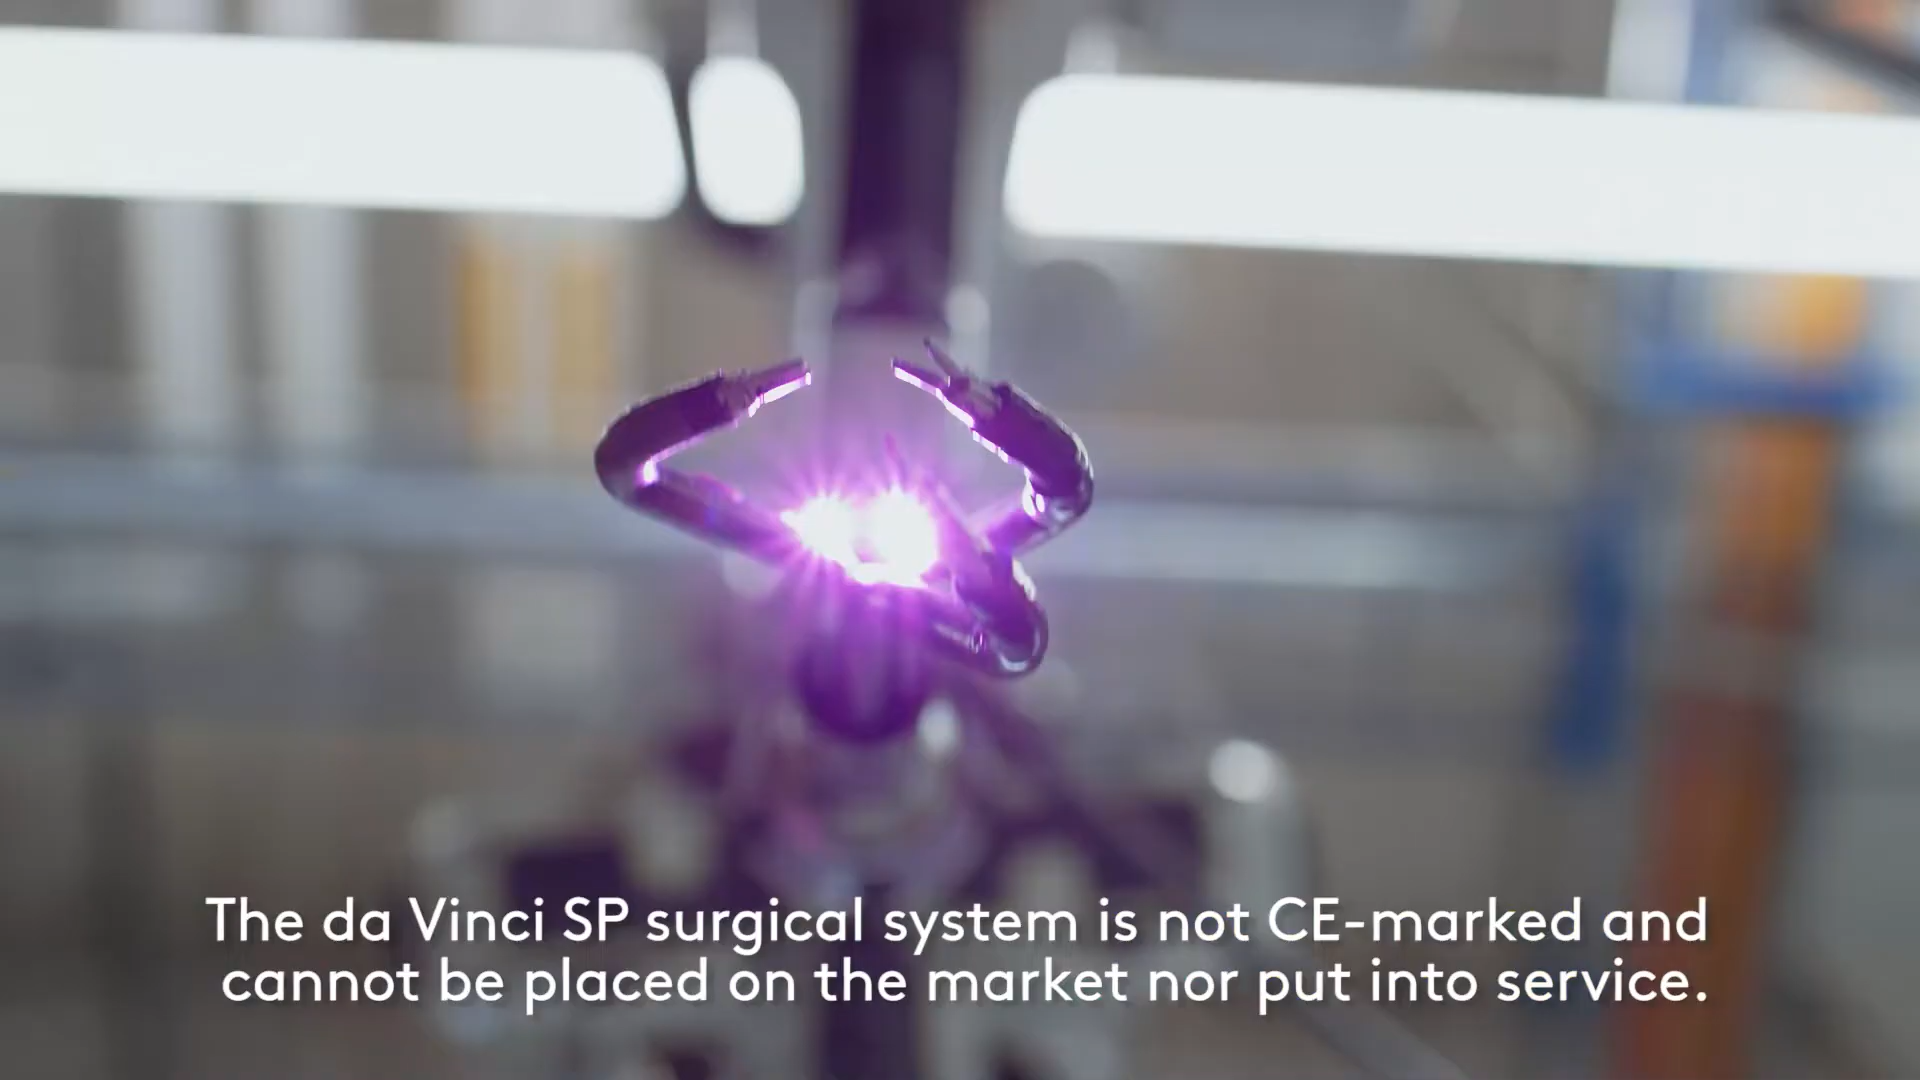 The da Vinci SP surgical system is not CE-marked and
cannot be placed on the market nor put into service.